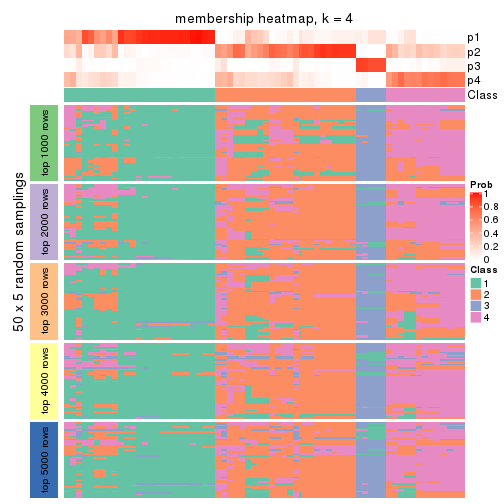 membership heatmap, k = 4
p1
p2
p3
p4
Class
50 x 5 random samplings
top 1000 rows
top 2000 rows
top 3000 rows
top 4000 rows
top 5000 rows
Prob
1
0.8
0.6
0.4
0.2
0
Class
1
2
3
4